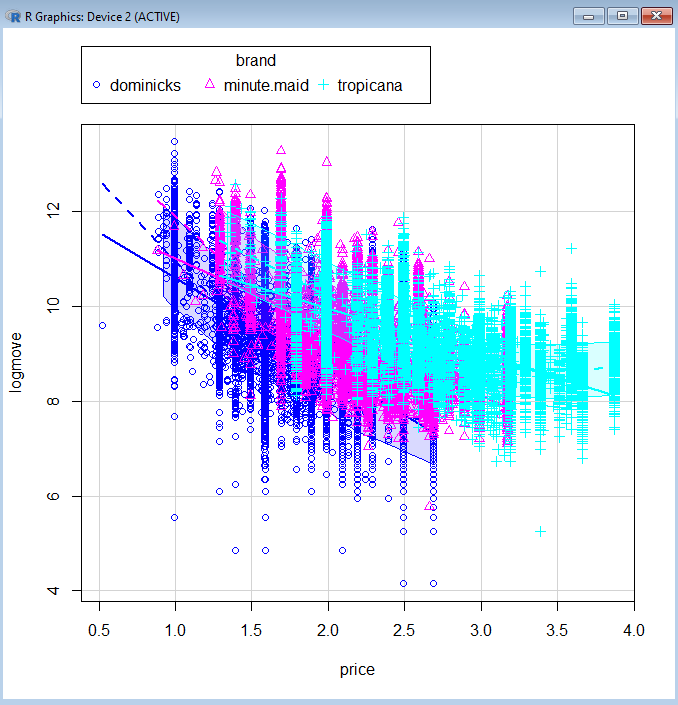 R Graphics: Device 2 (ACTIVE)
brand
dominicks minute.maid tropicana
logmove
12
10
8
6
4
0.5 1.0 1.5 2.0 2.5 3.0 3.5 4.0
price